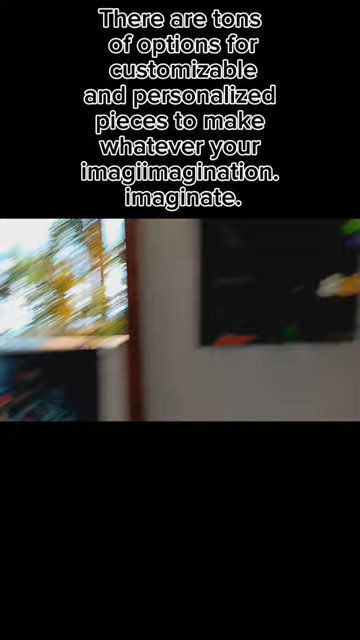 There are tons
of options for
customizable
and personalized
pieces to make
whatever your
imagiimagination.
imaginate.